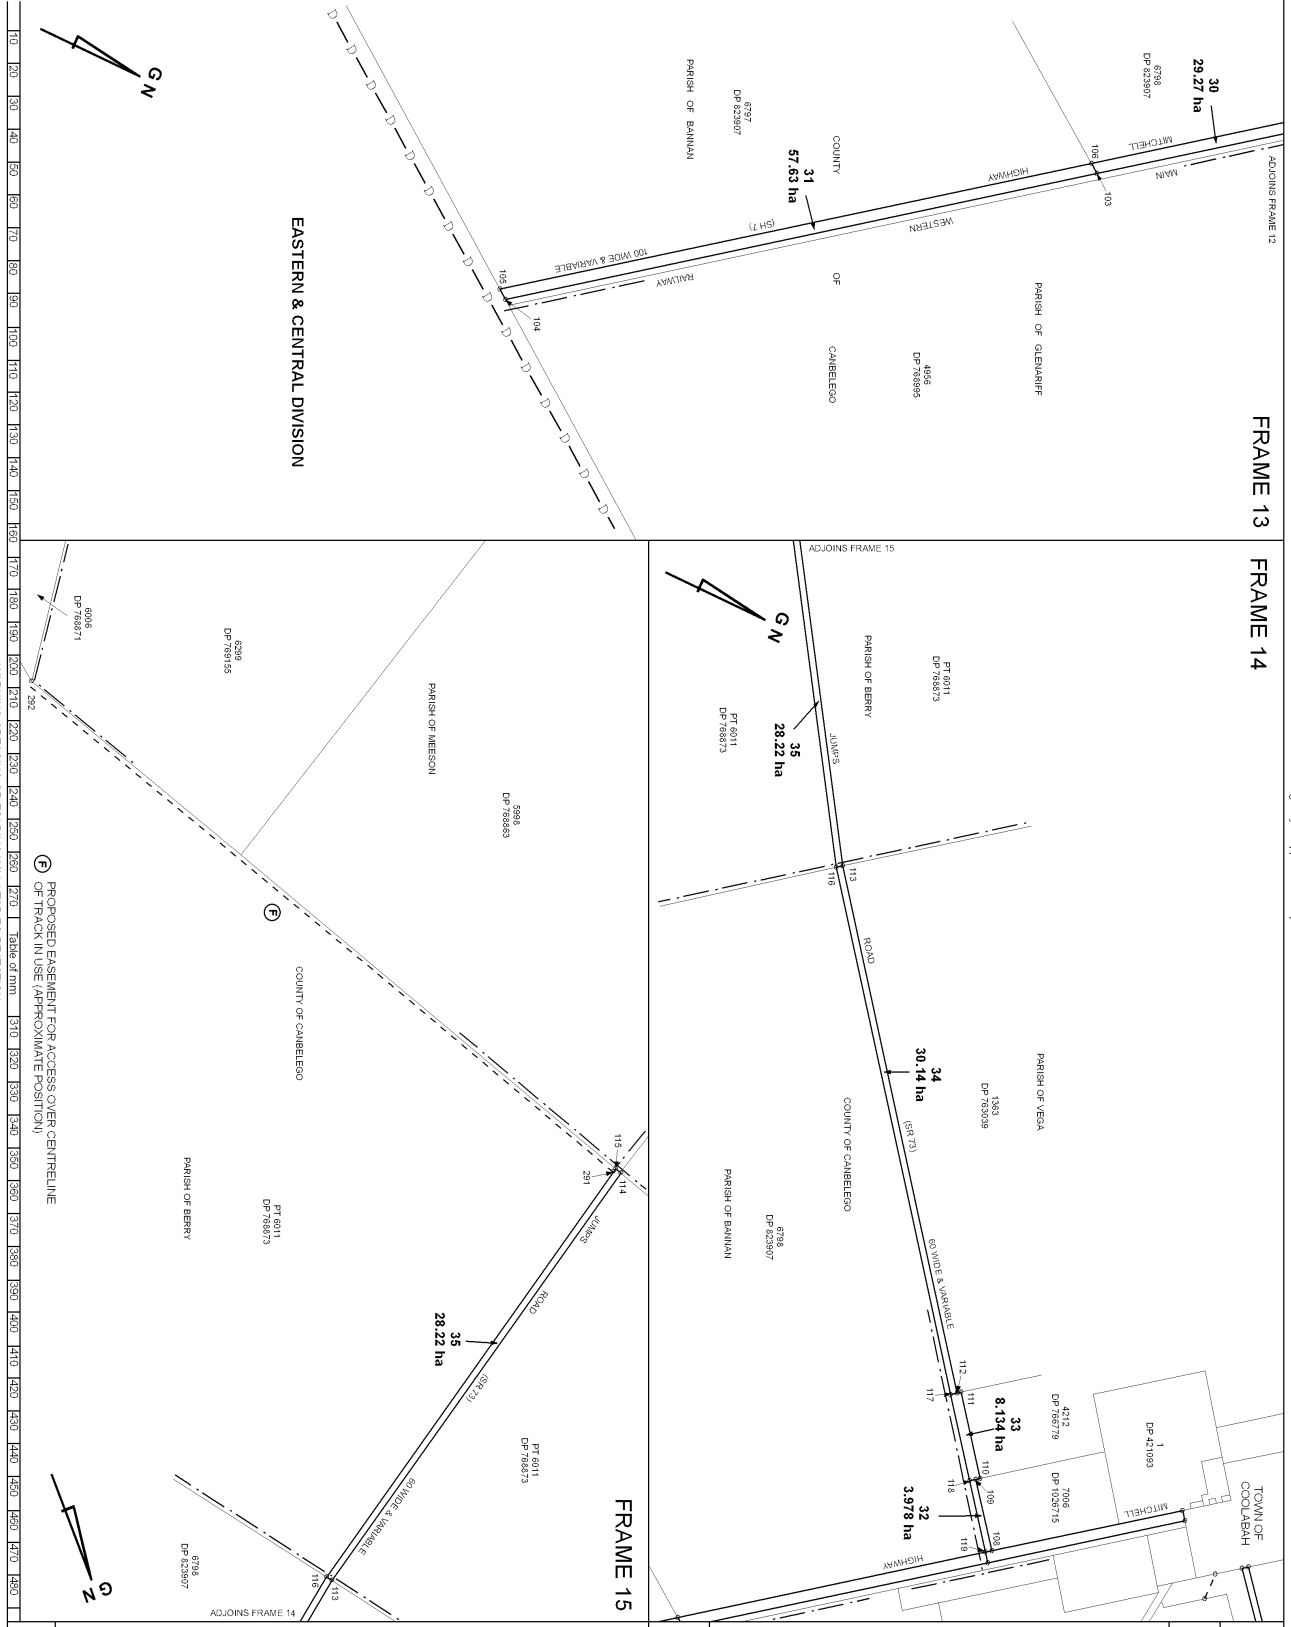 FRAME 13
ADJOINS FRAME 12
30
29.27 ha
6798
DP 823907
MITCHELL
MAIN
106
103
HIGHWAY
WESTERN
PARISH OF GLENARIFF
COUNTY
OF
CANBELEGO
31
57.63 ha
6797
DP 823907
PARISH OF BANNAN
(SH 7)
100 WIDE & VARIABLE
RAILWAY
4956
DP 768995
105
104
D D D D D D D D D D D D D D D
EASTERN & CENTRAL DIVISION
G N
FRAME 14
ADJOINS FRAME 15
G N
PARISH OF BERRY
PT 6011
DP 768873
PT 6011
DP 768873
35
28.22 ha
JUMPS
113
116
ROAD
34
30.14 ha
1363
DP 763039
PARISH OF VEGA
(SR 73)
COUNTY OF CANBELEGO
PARISH OF BANNAN
6798
DP 823907
60 WIDE & VARIABLE
112
111
117
33
8.134 ha
4212
DP 766779
1
DP 421093
7006
DP 1026715
110
109
118
32
3.978 ha
108
119
MITCHELL
HIGHWAY
TOWN OF
COOLABAH
FRAME 15
6006
DP 768871
6299
DP 769155
292
PARISH OF MEESON
5998
DP 768863
F
COUNTY OF CANBELEGO
115
114
291
JUMPS
ROAD
PARISH OF BERRY
PT 6011
DP 768873
35
28.22 ha
(SR 73)
PT 6011
DP 768873
60 WIDE & VARIABLE
6798
DP 823907
116
113
ADJOINS FRAME 14
G N
F PROPOSED EASEMENT FOR ACCESS OVER CENTRELINE
OF TRACK IN USE (APPROXIMATE POSITION)
10 20 30 40 50 60 70 80 90 100 110 120 130 140 150 160 170 180 190 200 210 220 230 240 250 260 270 Table of mm 310 320 330 340 350 360 370 380 390 400 410 420 430 440 450 460 470 480